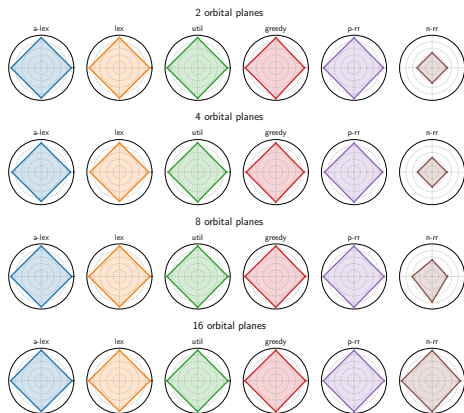 2 orbital planes
a-lex lex util greedy p-rr n-rr
4 orbital planes
a-lex lex util greedy p-rr n-rr
8 orbital planes
a-lex lex util greedy p-rr n-rr
16 orbital planes
a-lex lex util greedy p-rr n-rr